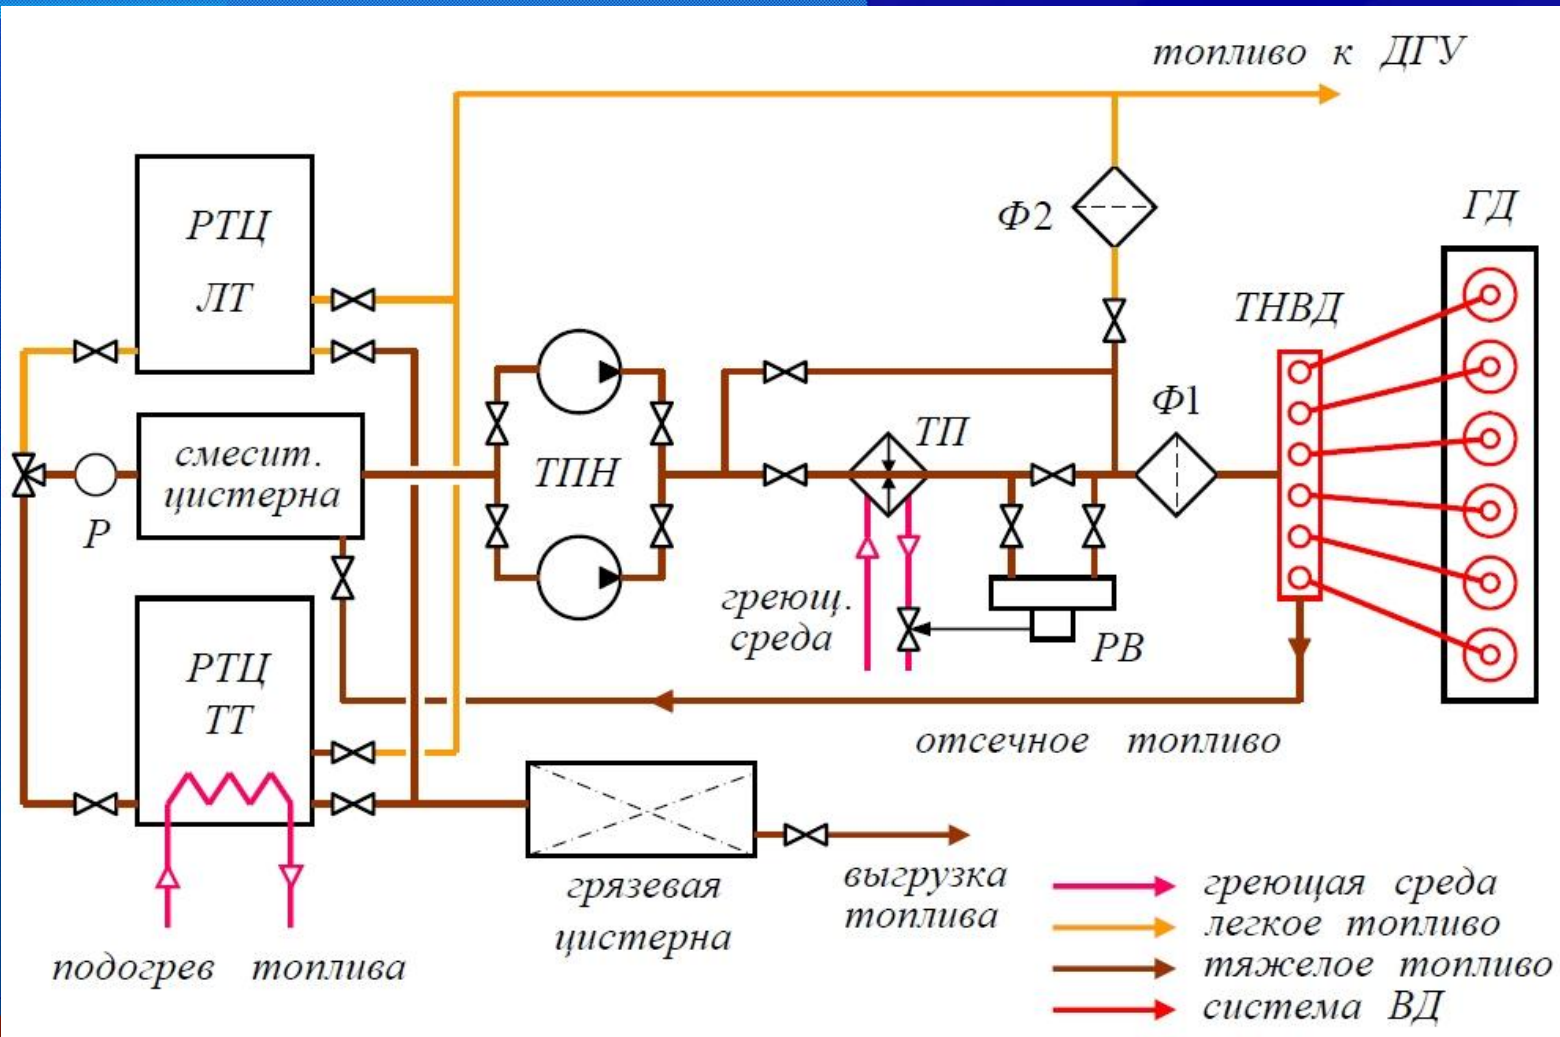 топливо к ДГУ
РТЦ
ЛТ
Ф2
ГД
ТНВД
смесит.
цистерна
Р
ТПН
ТП
Ф1
греющ.
среда
РВ
РТЦ
ТТ
отсечное топливо
грязевая
цистерна
выгрузка
топлива
подогрев топлива
греющая среда
легкое топливо
тяжелое топливо
система ВД